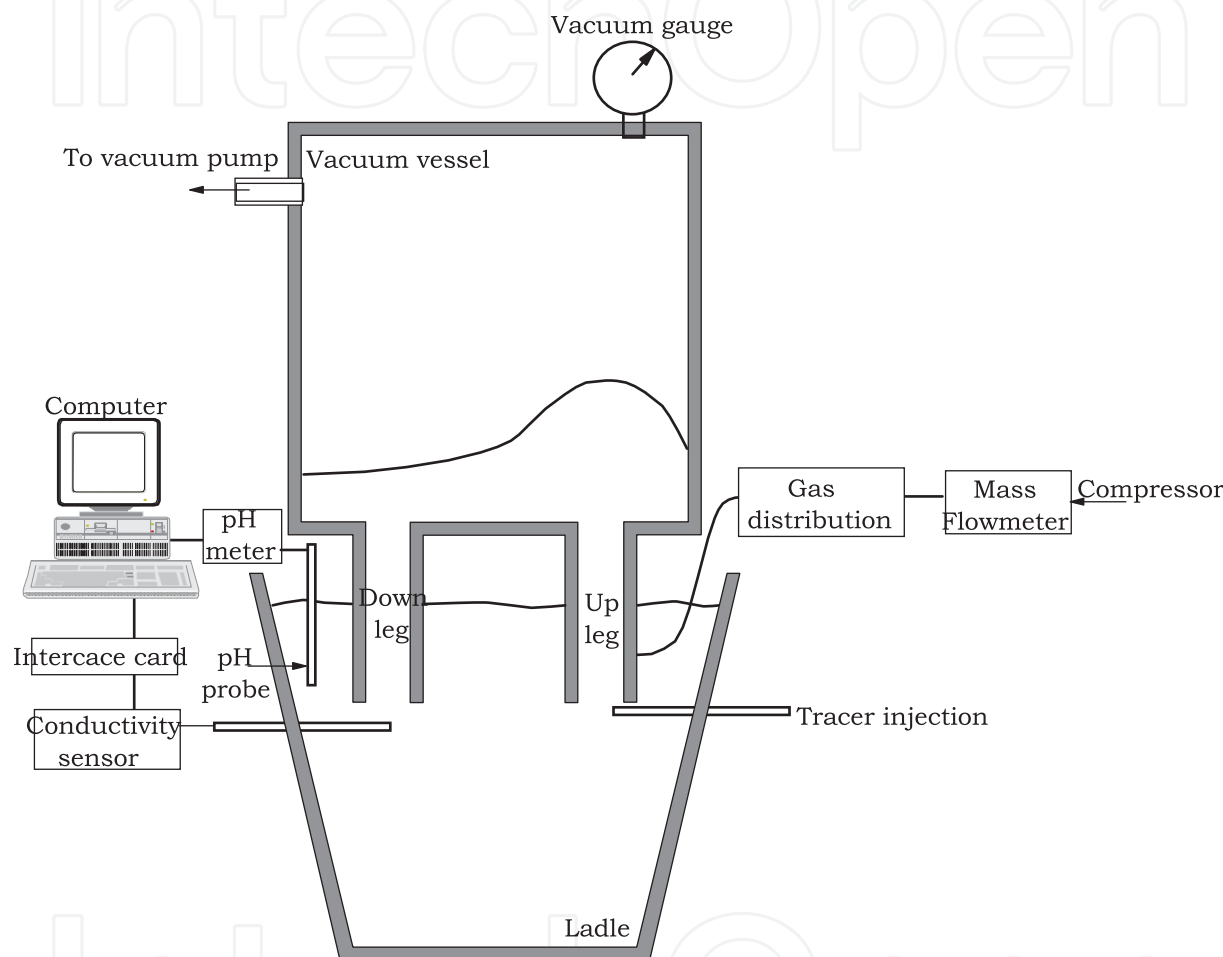 IntechOpen
Vacuum gauge
To vacuum pump
Vacuum vessel
Computer
pH
meter
Gas
distribution
Mass
Flowmeter
Compressor
Down
leg
Up
leg
Intercace card
pH
probe
Conductivity
sensor
Tracer injection
Ladle